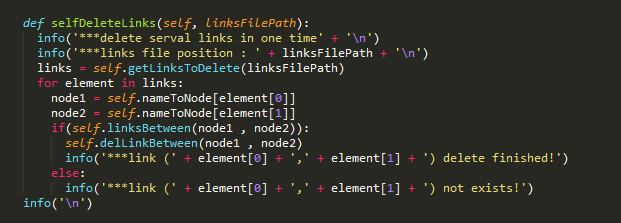 def selfDeleteLinks(self, linksFilePath):
info('***delete serval links in one time' + '\n')
info('***links file position : ' + linksFilePath + '\n')
links = self.getLinksToDelete(linksFilePath)
for element in links:
node1 = self.nameToNode[element[0]]
node2 = self.nameToNode[element[1]]
if(self.linksBetween(node1 , node2)):
self.delLinkBetween(node1 , node2)
info('***link (' + element[0] + ',' + element[1] + ') delete finished!')
else:
info('***link (' + element[0] + ',' + element[1] + ') not exists!')
info('\n')